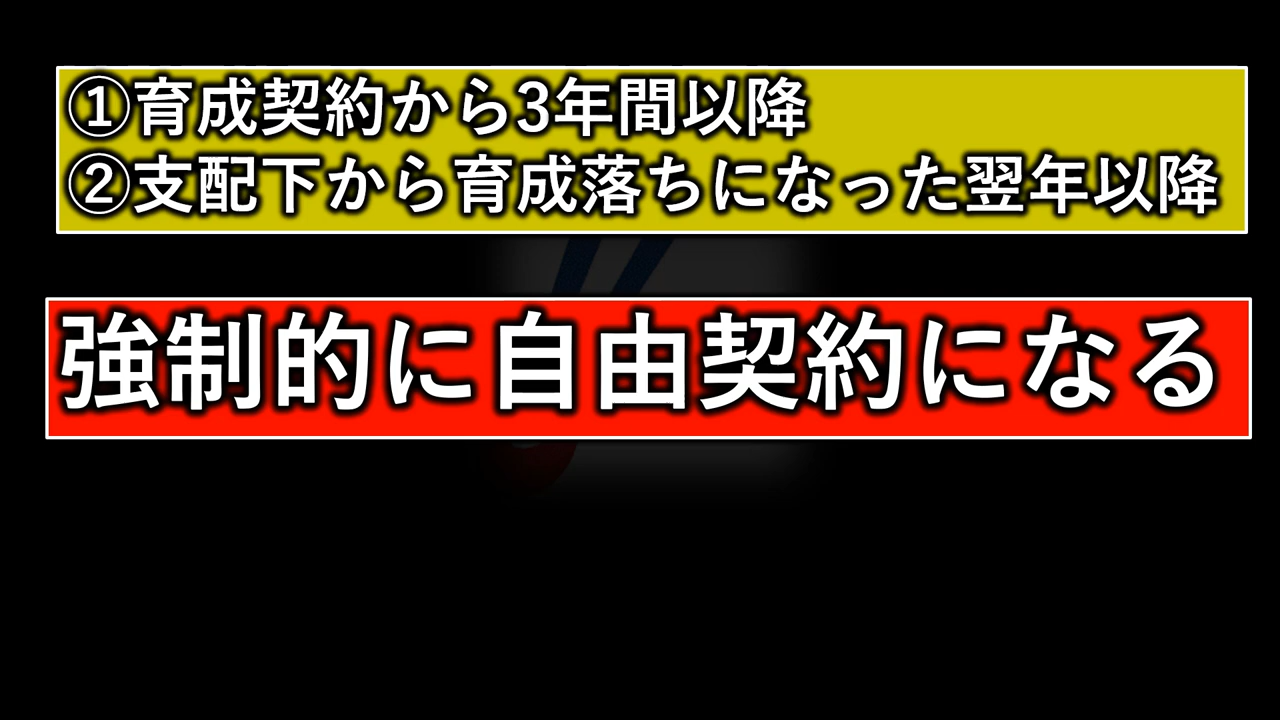 ①育成契約から3年間以降
②支配下から育成落ちになった翌年以降
強制的に自由契約になる